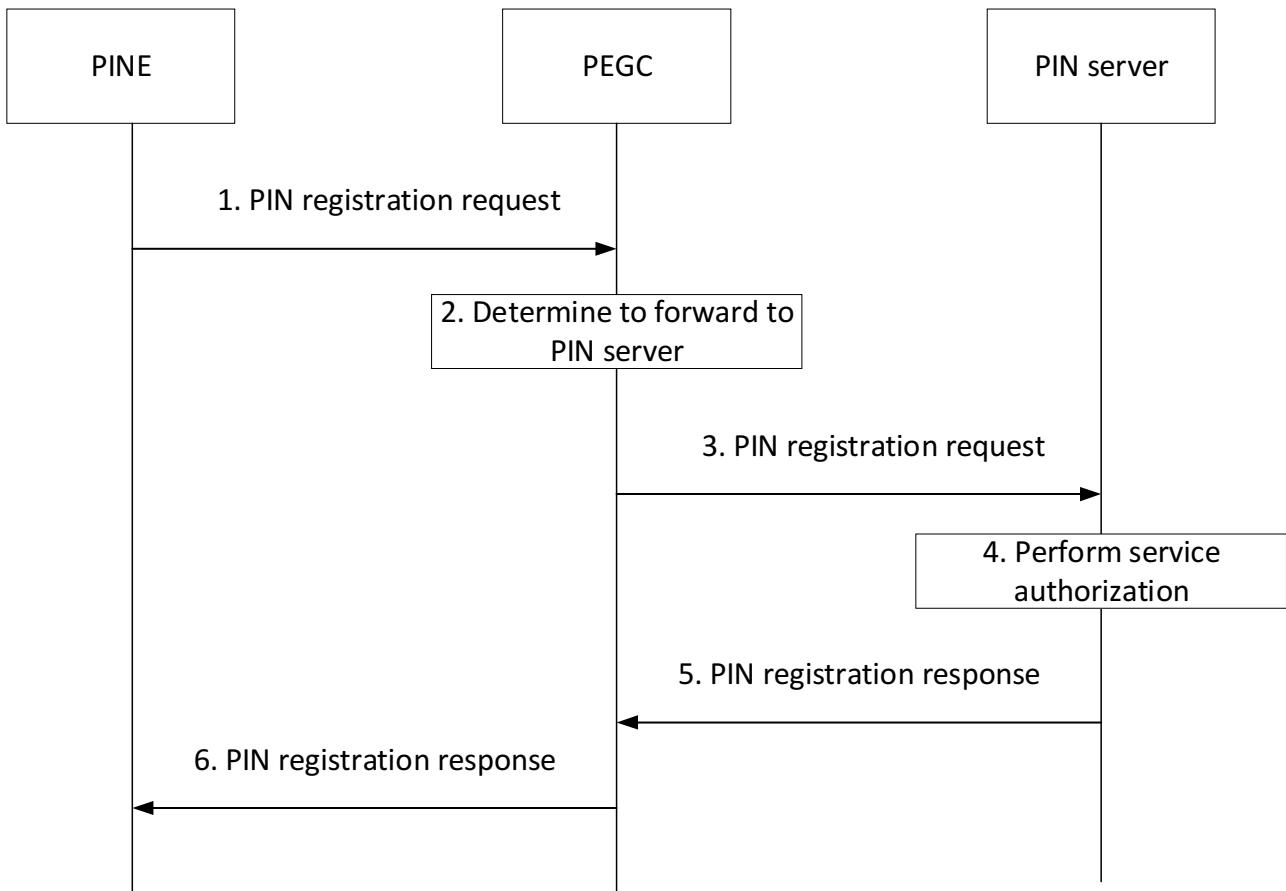 PINE
PEGC
PIN server
1. PIN registration request
2. Determine to forward to
PIN server
3. PIN registration request
4. Perform service
authorization
5. PIN registration response
6. PIN registration response